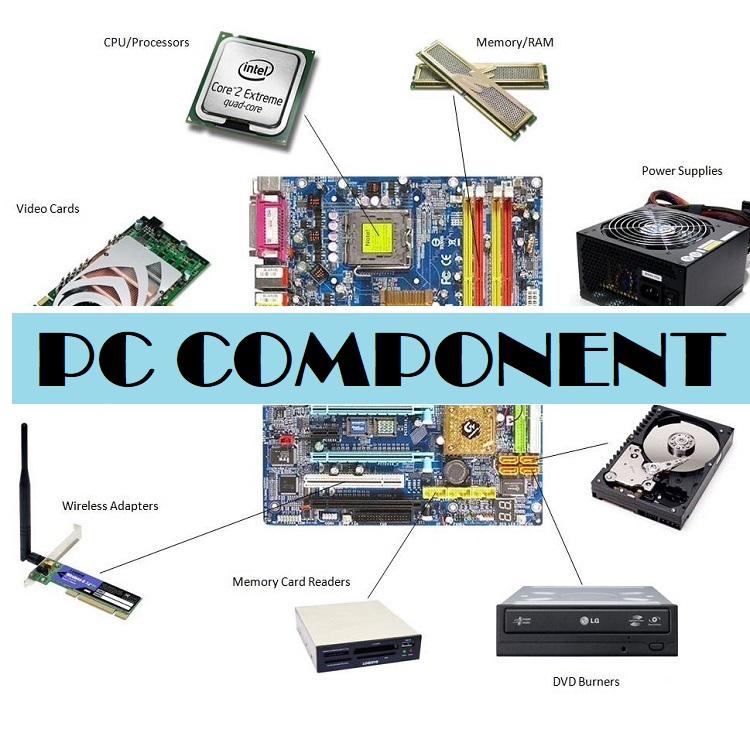 CPU/Processors
Memory/RAM
intel
Core 2 Extreme
quad-core
Power Supplies
Video Cards
PC COMPONENT
Wireless Adapters
Memory Card Readers
LG
DVD Burners